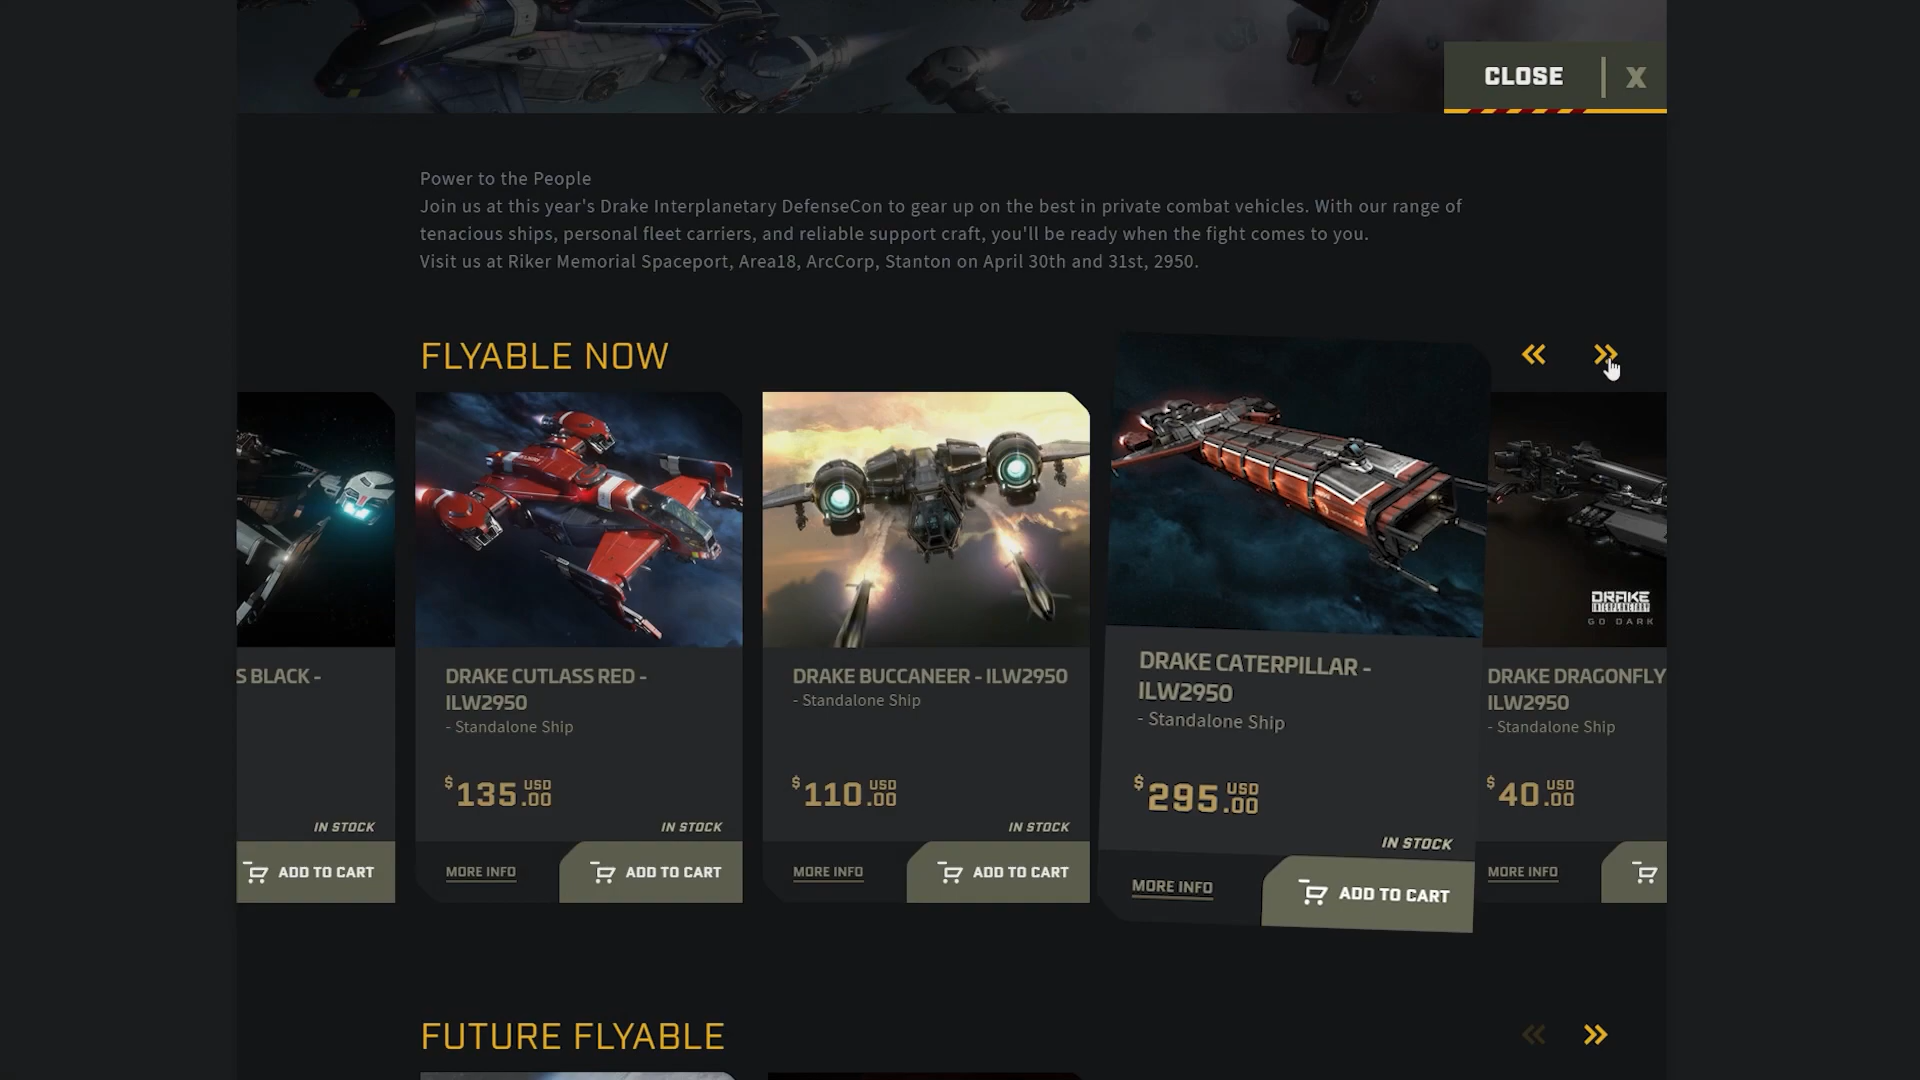 CLOSE X
Power to the People
Join us at this year's Drake Interplanetary DefenseCon to gear up on the best in private combat vehicles. With our range of
tenacious ships, personal fleet carriers, and reliable support craft, you'll be ready when the fight comes to you.
Visit us at Riker Memorial Spaceport, Area18, ArcCorp, Stanton on April 30th and 31st, 2950.
FLYABLE NOW
S BLACK -
IN STOCK
ADD TO CART
DRAKE CUTLASS RED -
ILW2950
- Standalone Ship
$135.00 USD
IN STOCK
MORE INFO
ADD TO CART
DRAKE BUCCANEER - ILW2950
- Standalone Ship
$110.00 USD
IN STOCK
MORE INFO
ADD TO CART
DRAKE CATERPILLAR -
ILW2950
- Standalone Ship
$295.00 USD
IN STOCK
MORE INFO
ADD TO CART
DRAKE
INTERPLANETARY
GO DARK
DRAKE DRAGONFLY
ILW2950
- Standalone Ship
$40.00 USD
MORE INFO
FUTURE FLYABLE